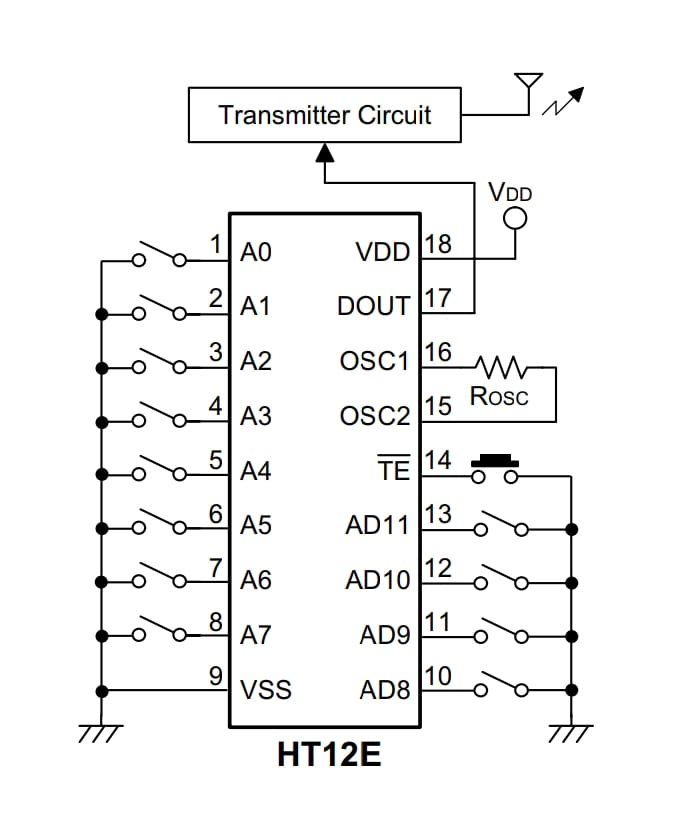 Transmitter Circuit
VDD
1 A0 VDD 18
2 A1 DOUT 17
3 A2 OSC1 16
ROSC
4 A3 OSC2 15
5 A4 TE 14
6 A5 AD11 13
7 A6 AD10 12
8 A7 AD9 11
9 VSS AD8 10
HT12E